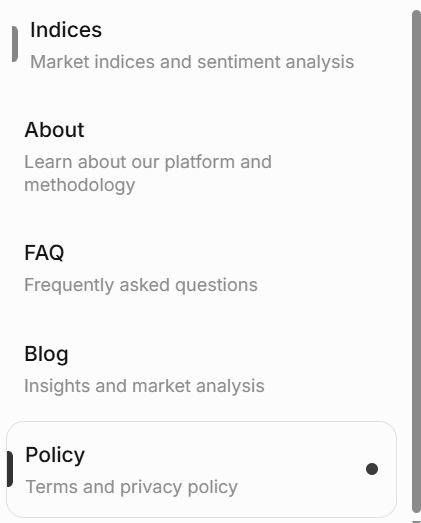 Indices
Market indices and sentiment analysis
About
Learn about our platform and
methodology
FAQ
Frequently asked questions
Blog
Insights and market analysis
Policy
Terms and privacy policy